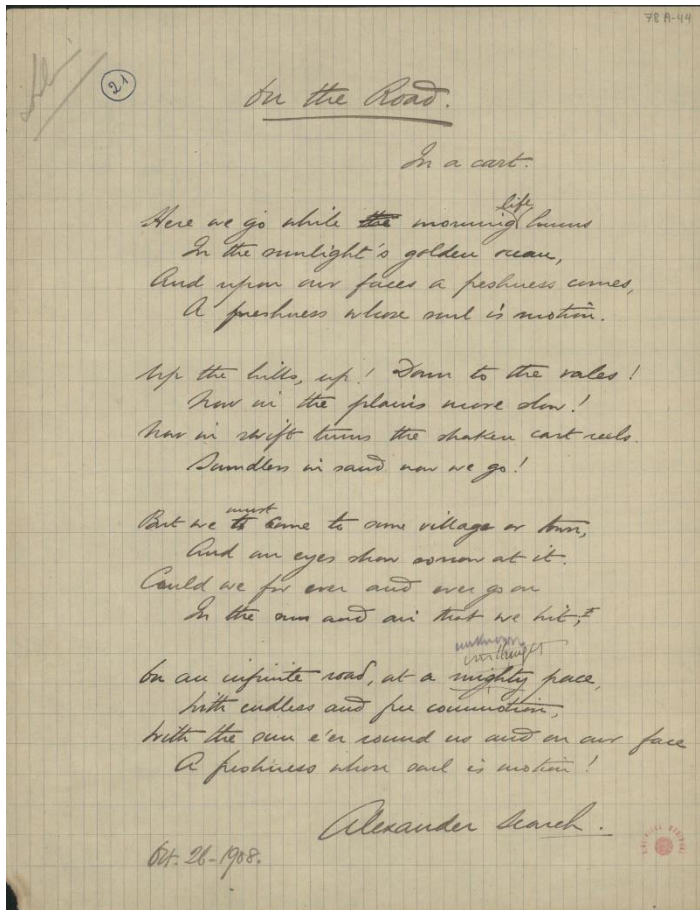 78A-44
21
On the Road.
In a cart.
Here we go while the morning life hums
In the sunlight's golden ocean,
And upon our faces a freshness comes,
A freshness whose soul is motion.
Up the hills, up! Down to the vales!
Now in the plains more slow!
Now in swift turns the shaken cart reels.
Soundless in sand now we go!
But we to must come to some village or town,
And our eyes show sorrow at it.
Could we for ever and ever go on
In the sun and air that we hit,
unknown
unthought
On an infinite road, at a mighty pace,
With endless and free commotion,
With the sun e'er round us and on our face
A freshness whose soul is motion!
Alexander Search.
Oct. 26-1908.